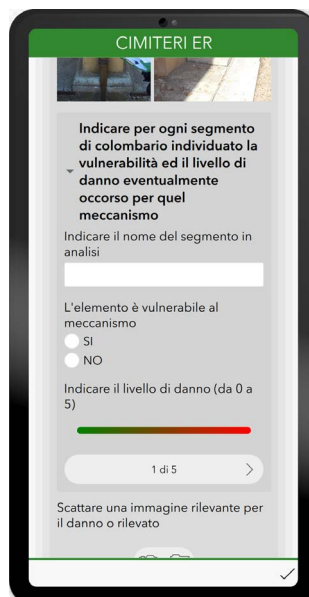 CIMITERI ER
Indicare per ogni segmento
di colombario individuato la
vulnerabilità ed il livello di
danno eventualmente
occorso per quel
meccanismo
Indicare il nome del segmento in
analisi
L'elemento è vulnerabile al
meccanismo
SI
NO
Indicare il livello di danno (da 0 a
5)
1 di 5
Scattare una immagine rilevante per
il danno o rilevato